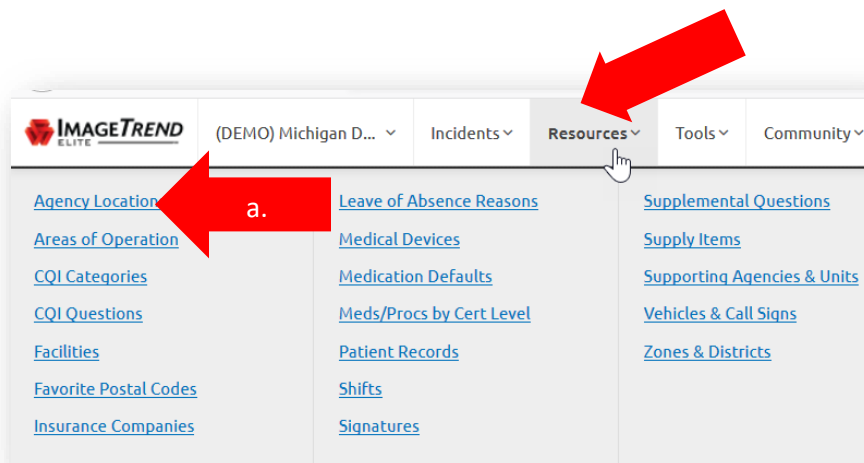 IMAGETREND
ELITE
(DEMO) Michigan D...
Incidents
Resources
Tools
Community
Agency Location
a.
Areas of Operation
CQI Categories
CQI Questions
Facilities
Favorite Postal Codes
Insurance Companies
Leave of Absence Reasons
Medical Devices
Medication Defaults
Meds/Procs by Cert Level
Patient Records
Shifts
Signatures
Supplemental Questions
Supply Items
Supporting Agencies & Units
Vehicles & Call Signs
Zones & Districts